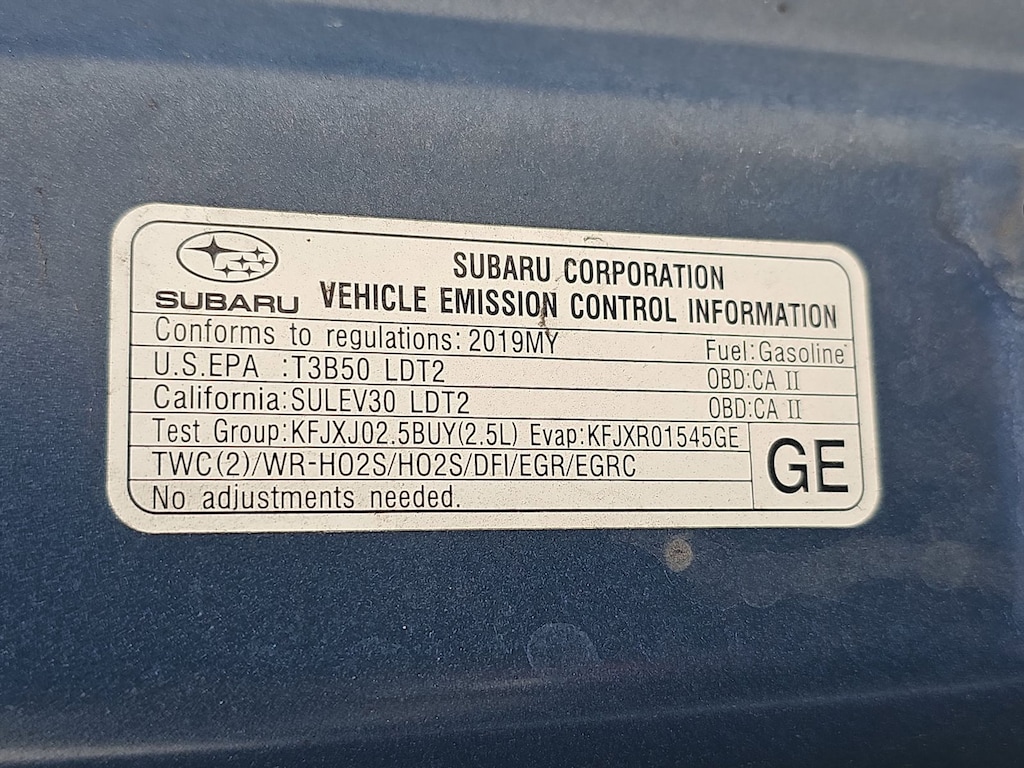 SUBARU CORPORATION
SUBARU VEHICLE EMISSION CONTROL INFORMATION
Conforms to regulations: 2019MY Fuel:Gasoline
U.S.EPA :T3B50 LDT2 OBD:CA II
California:SULEV30 LDT2 OBD:CA II
Test Group:KFJXJ02.5BUY(2.5L) Evap:KFJXR01545GE
TWC(2)/WR-HO2S/HO2S/DFI/EGR/EGRC
GE
No adjustments needed.